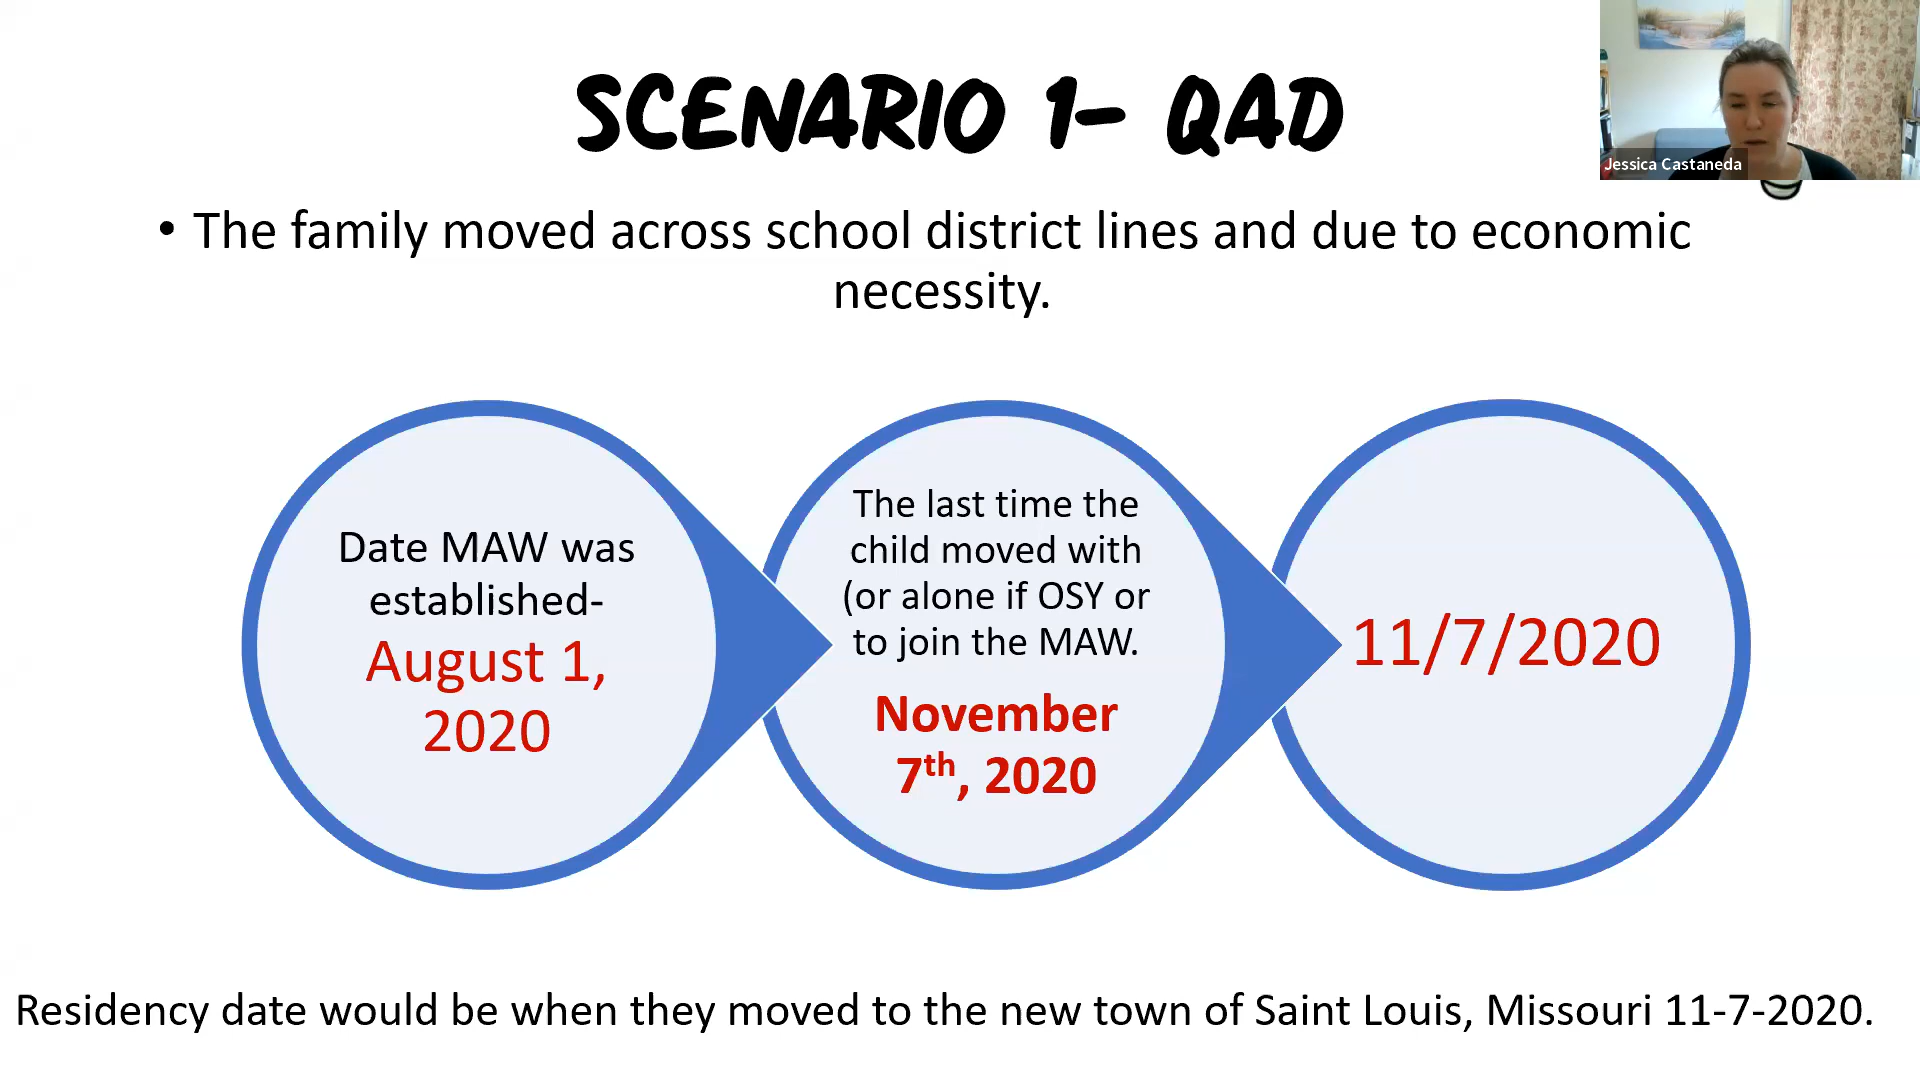 SCENARIO 1- QAD
Jessica Castaneda
• The family moved across school district lines and due to economic
necessity.
Date MAW was
established-
August 1,
2020
The last time the
child moved with
(or alone if OSY or
to join the MAW.
November
7th, 2020
11/7/2020
Residency date would be when they moved to the new town of Saint Louis, Missouri 11-7-2020.